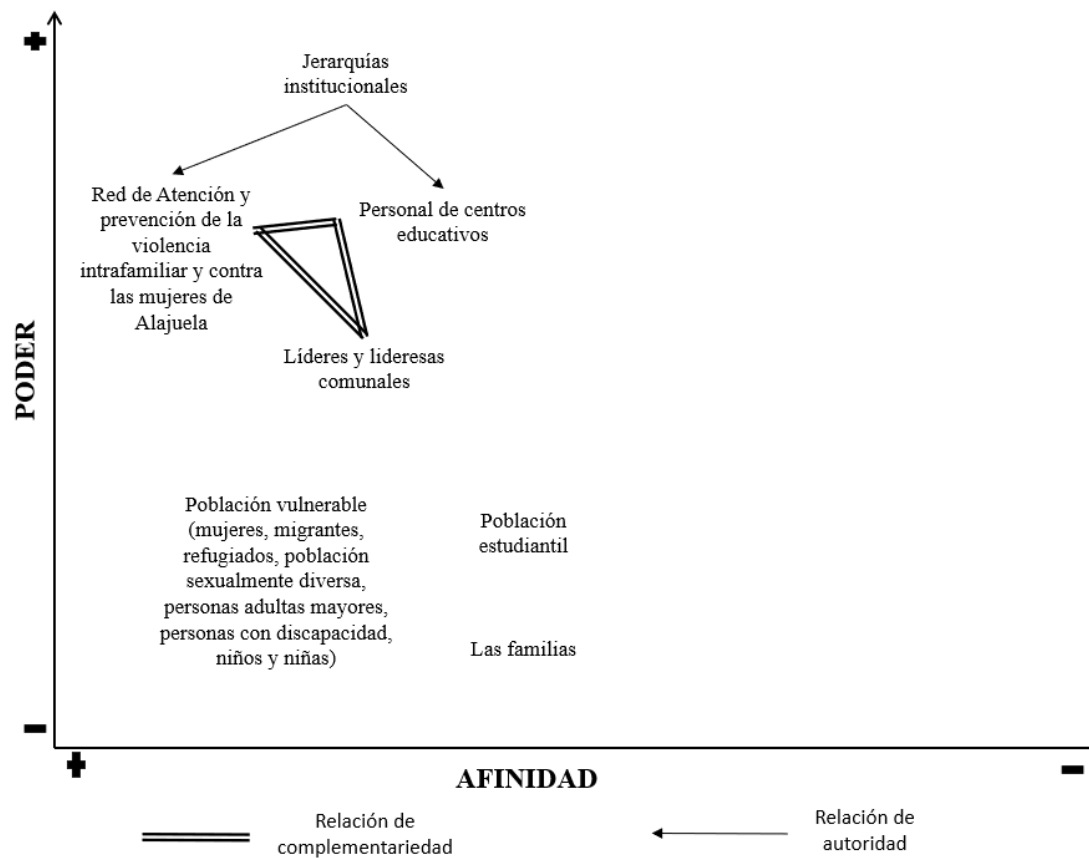 Jerarquías
institucionales
Red de Atención y
prevención de la
violencia
intrafamiliar y contra
las mujeres de
Alajuela
Personal de centros
educativos
Líderes y lideresas
comunales
PODER
Población vulnerable
(mujeres, migrantes,
refugiados, población
sexualmente diversa,
personas adultas mayores,
personas con discapacidad,
niños y niñas)
Población
estudiantil
Las familias
AFINIDAD
Relación de
complementariedad
Relación de
autoridad